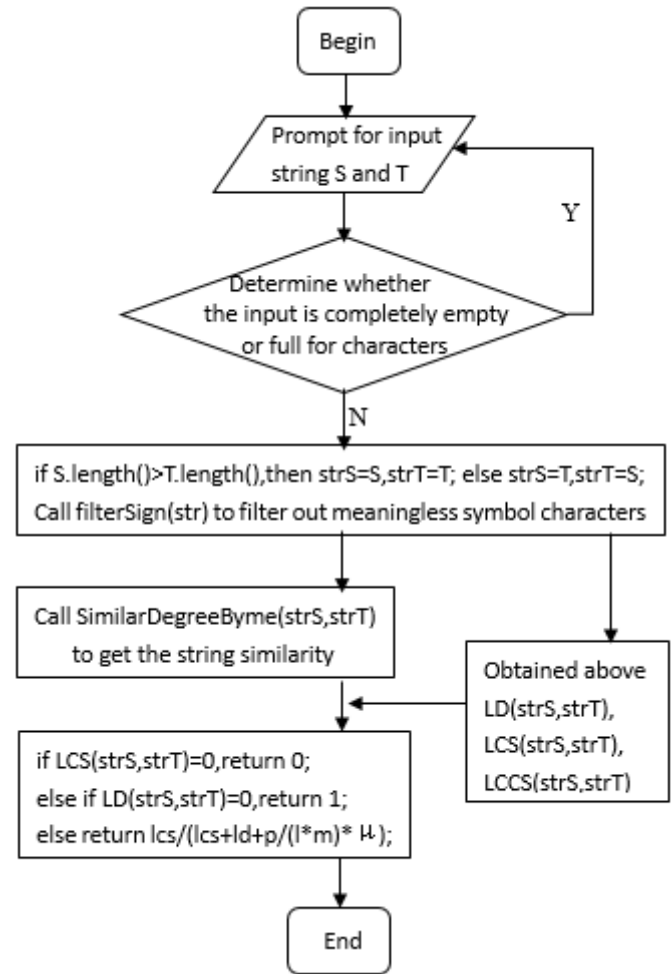 Begin
Prompt for input
string S and T
Y
Determine whether
the input is completely empty
or full for characters
N
if S.length()>T.length(),then strS=S,strT=T; else strS=T,strT=S;
Call filterSign(str) to filter out meaningless symbol characters
Call SimilarDegreeByme(strS,strT)
to get the string similarity
Obtained above
LD(strS,strT),
LCS(strS,strT),
LCCS(strS,strT)
if LCS(strS,strT)=0,return 0;
else if LD(strS,strT)=0,return 1;
else return lcs/(lcs+ld+p/(l*m)* μ);
End